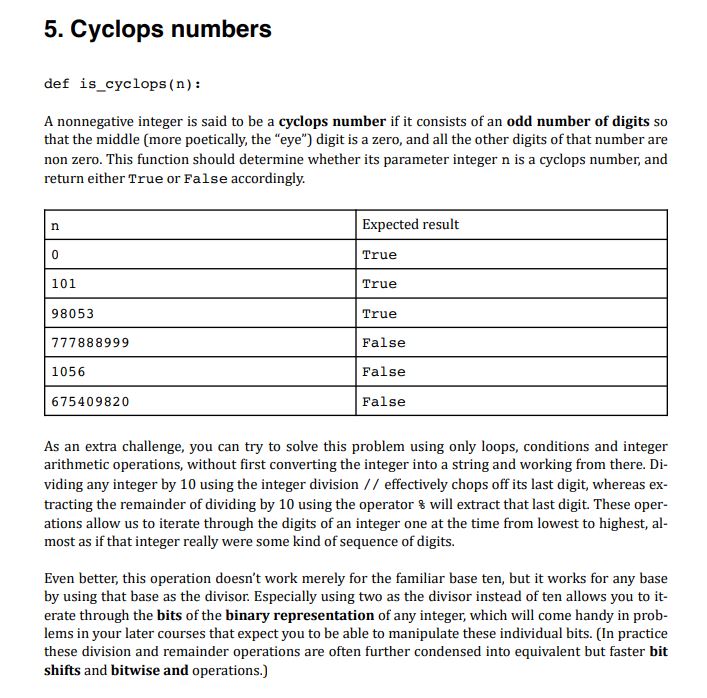 5. Cyclops numbers
def is_cyclops(n):
A nonnegative integer is said to be a cyclops number if it consists of an odd number of digits so
that the middle (more poetically, the “eye”) digit is a zero, and all the other digits of that number are
non zero. This function should determine whether its parameter integer n is a cyclops number, and
return either True or False accordingly.
n Expected result
0 True
101 True
98053 True
777888999 False
1056 False
675409820 False
As an extra challenge, you can try to solve this problem using only loops, conditions and integer
arithmetic operations, without first converting the integer into a string and working from there. Di-
viding any integer by 10 using the integer division // effectively chops off its last digit, whereas ex-
tracting the remainder of dividing by 10 using the operator % will extract that last digit. These oper-
ations allow us to iterate through the digits of an integer one at the time from lowest to highest, al-
most as if that integer really were some kind of sequence of digits.
Even better, this operation doesn’t work merely for the familiar base ten, but it works for any base
by using that base as the divisor. Especially using two as the divisor instead of ten allows you to it-
erate through the bits of the binary representation of any integer, which will come handy in prob-
lems in your later courses that expect you to be able to manipulate these individual bits. (In practice
these division and remainder operations are often further condensed into equivalent but faster bit
shifts and bitwise and operations.)